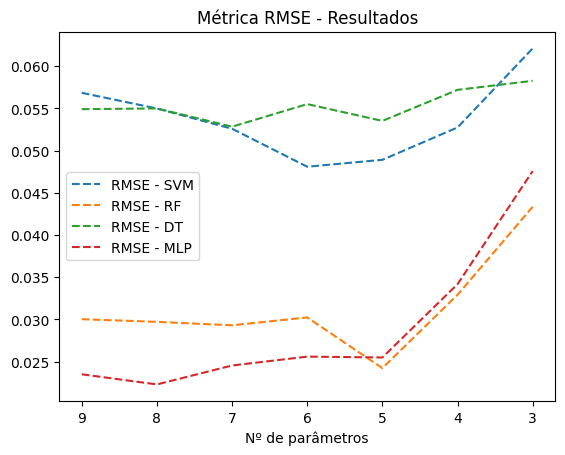 Métrica RMSE - Resultados
0.060
0.055
0.050
0.045
0.040
0.035
0.030
0.025
RMSE - SVM
RMSE - RF
RMSE - DT
RMSE - MLP
9 8 7 6 5 4 3
Nº de parâmetros